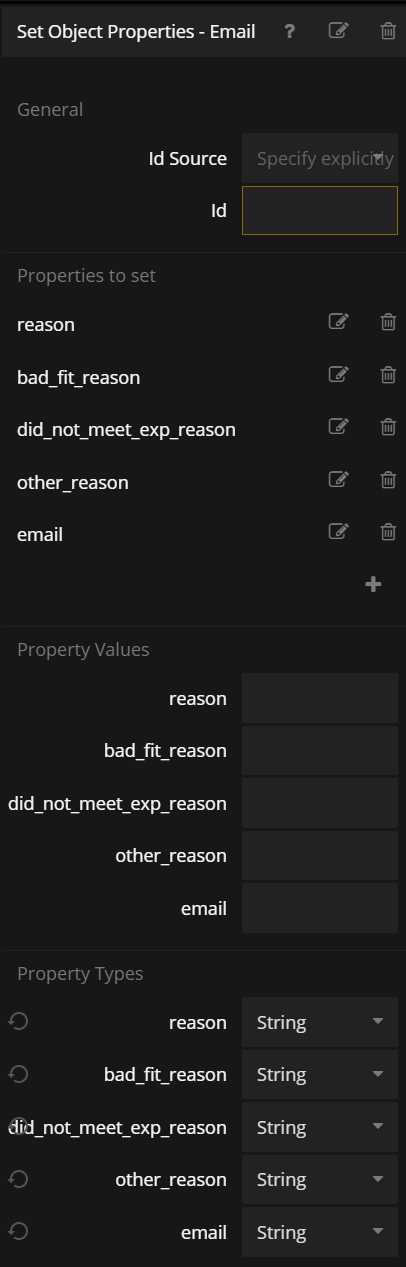 Set Object Properties - Email ?
General
Id Source Specify explicitly
Id
Properties to set
reason
bad_fit_reason
did_not_meet_exp_reason
other_reason
email
Property Values
reason
bad_fit_reason
did_not_meet_exp_reason
other_reason
email
Property Types
reason String
bad_fit_reason String
did_not_meet_exp_reason String
other_reason String
email String